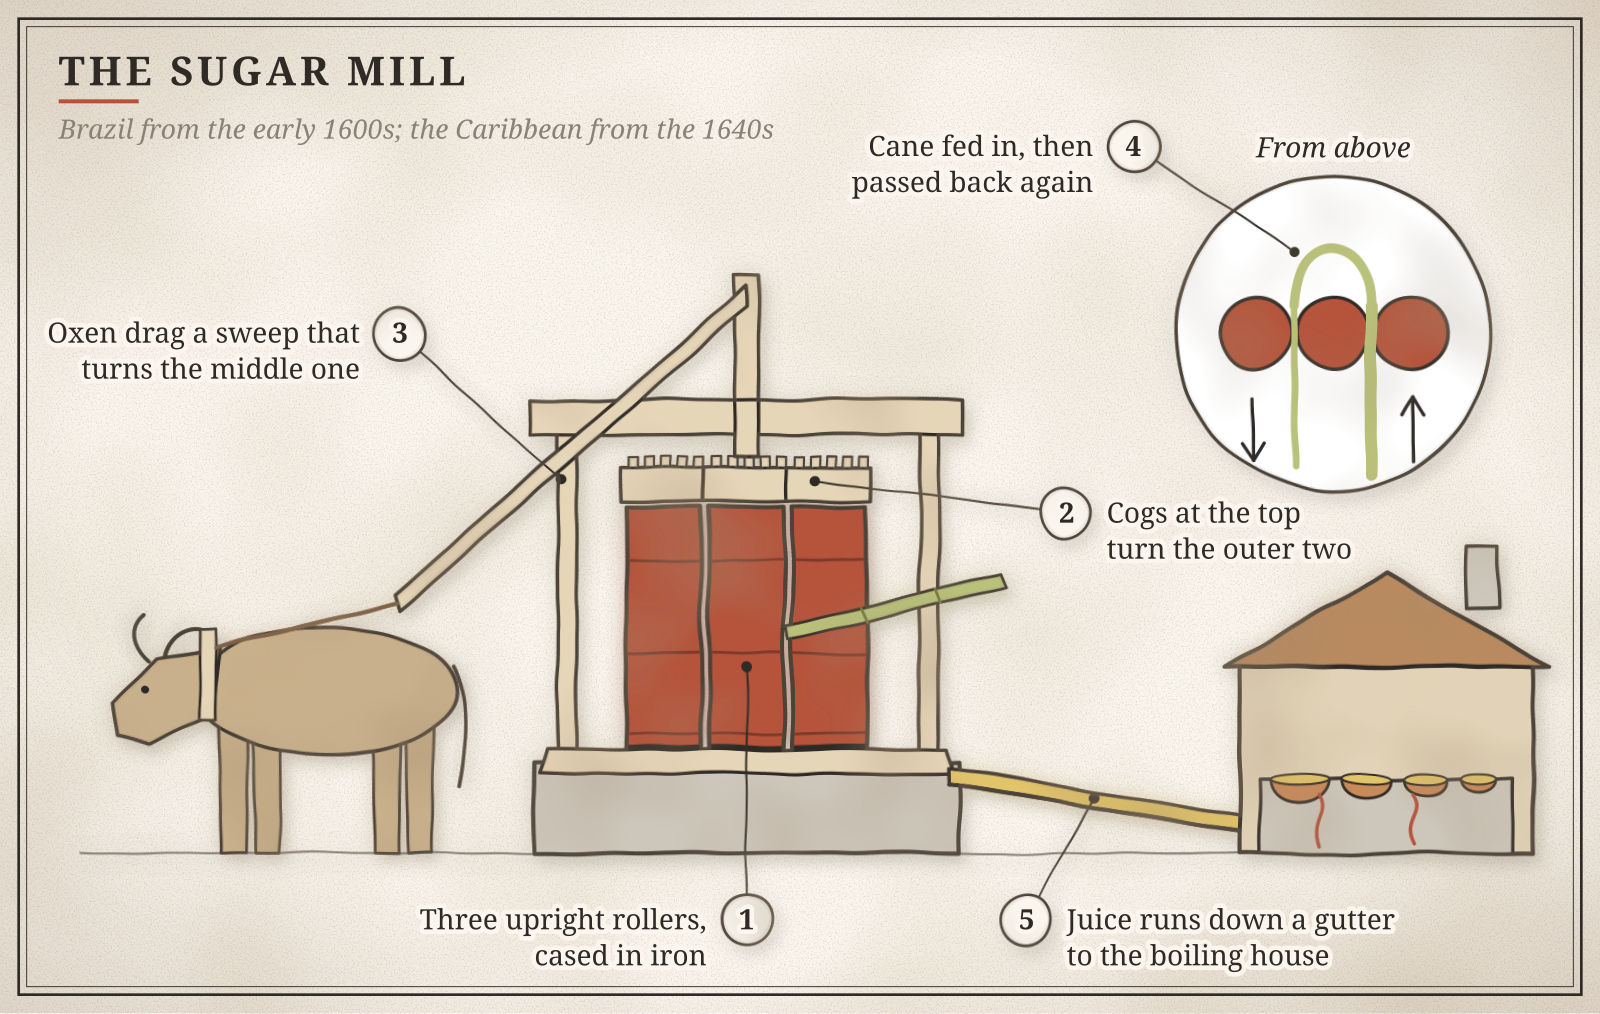 THE SUGAR MILL
Brazil from the early 1600s; the Caribbean from the 1640s
Cane fed in, then
passed back again
4
From above
Oxen drag a sweep that
turns the middle one
3
2
Cogs at the top
turn the outer two
Three upright rollers,
cased in iron
1
5
Juice runs down a gutter
to the boiling house